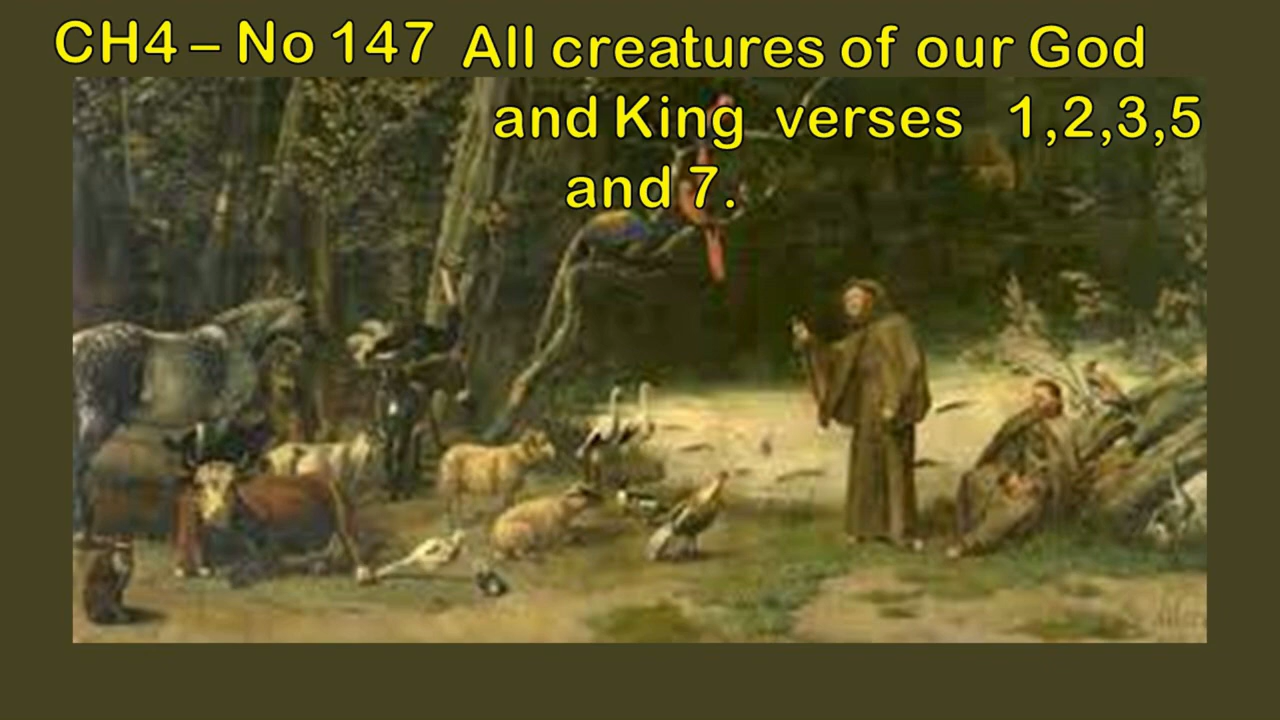 CH4 – No 147 All creatures of our God
and King verses 1,2,3,5
and 7.